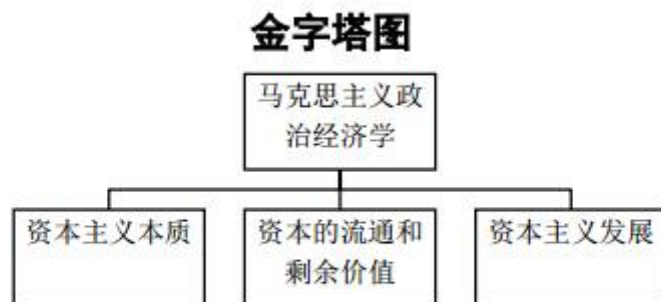 金字塔图
马克思主义政
治经济学
资本主义本质
资本的流通和
剩余价值
资本主义发展